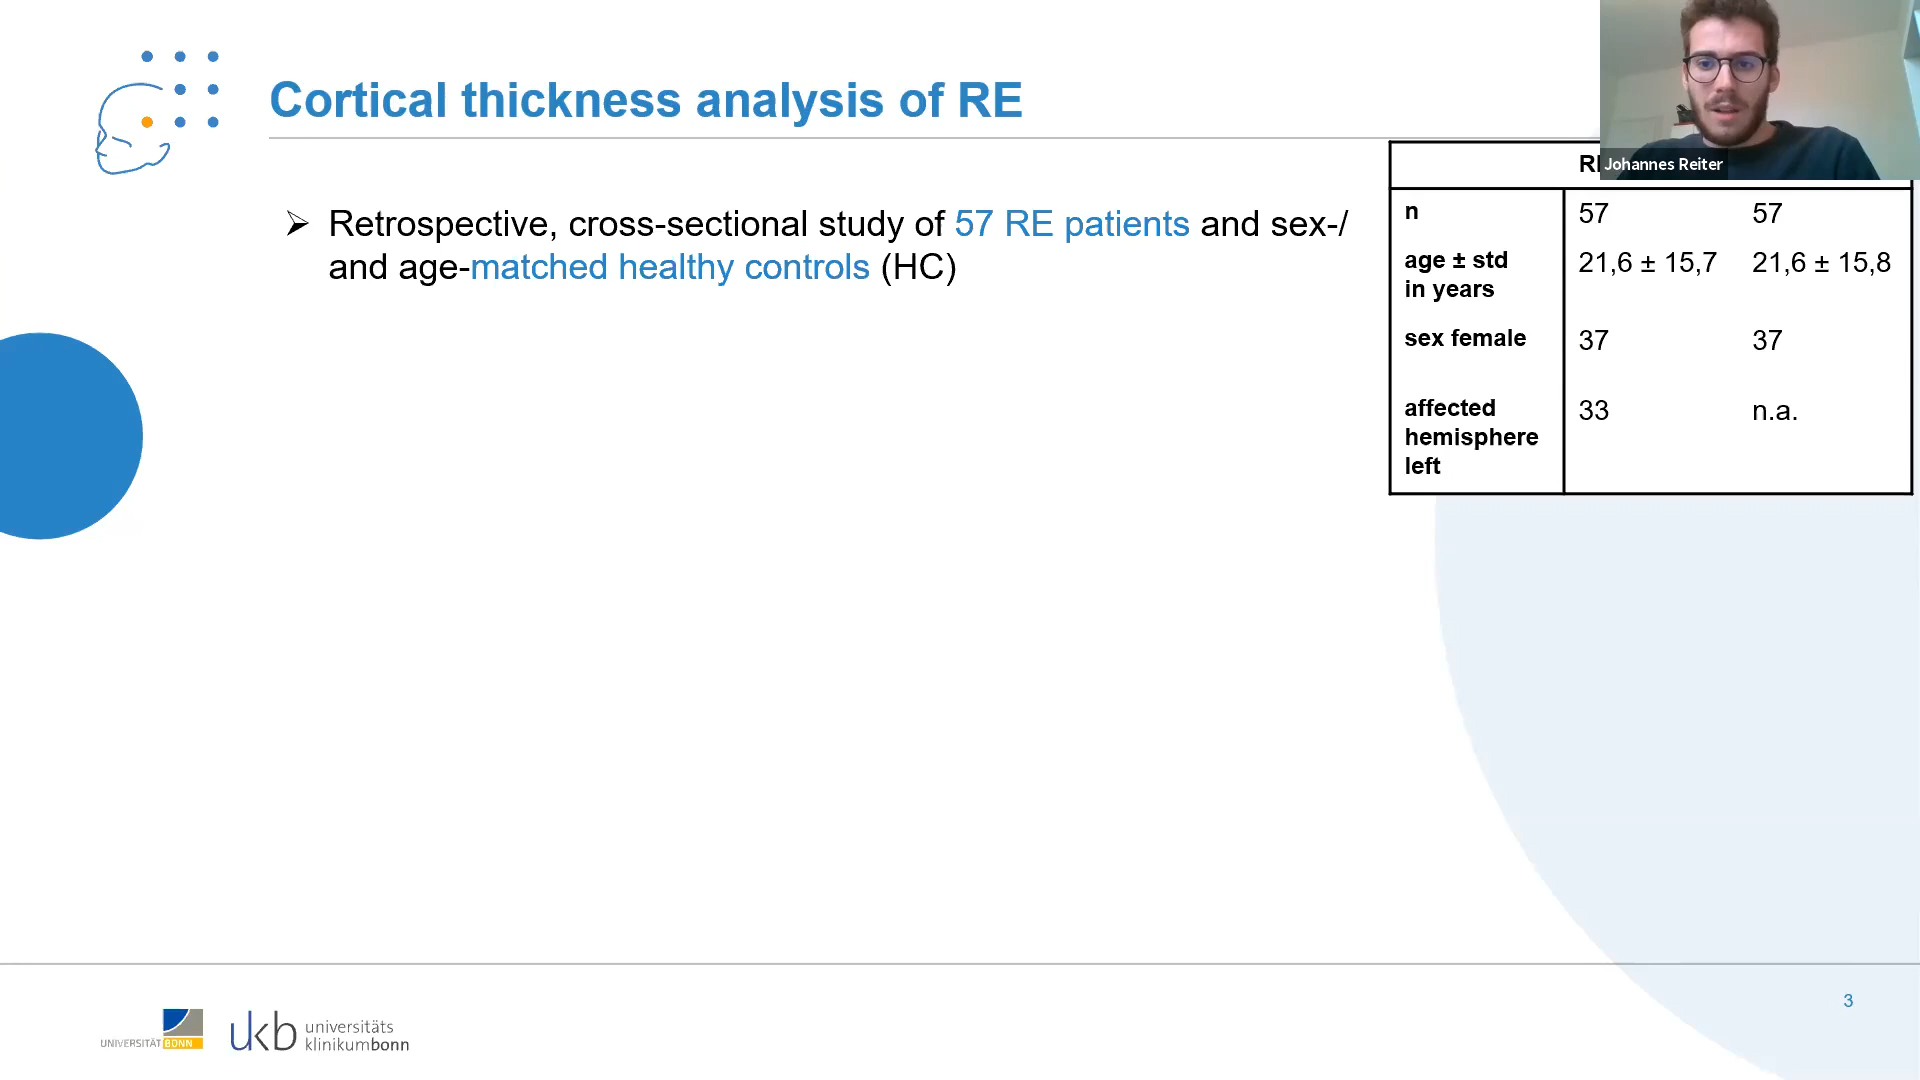 Cortical thickness analysis of RE
Johannes Reiter
➢ Retrospective, cross-sectional study of 57 RE patients and sex-/
and age-matched healthy controls (HC)
n 57 57
age ± std
in years 21,6 ± 15,7 21,6 ± 15,8
sex female 37 37
affected
hemisphere
left 33 n.a.
3
UNIVERSITÄT BONN
ukb universitäts
klinikumbonn